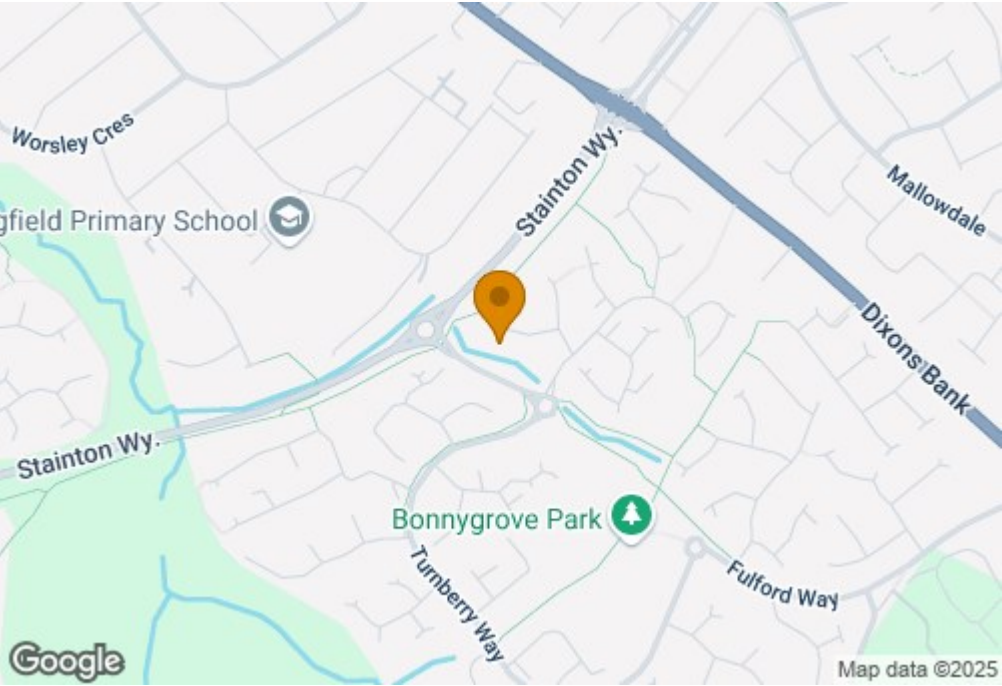 Worsley Cres
Stainton Wy.
Mallowdale
gfield Primary School
Dixons Bank
Stainton Wy.
Bonnygrove Park
Fulford Way
Turnberry Way
Google
Map data ©2025